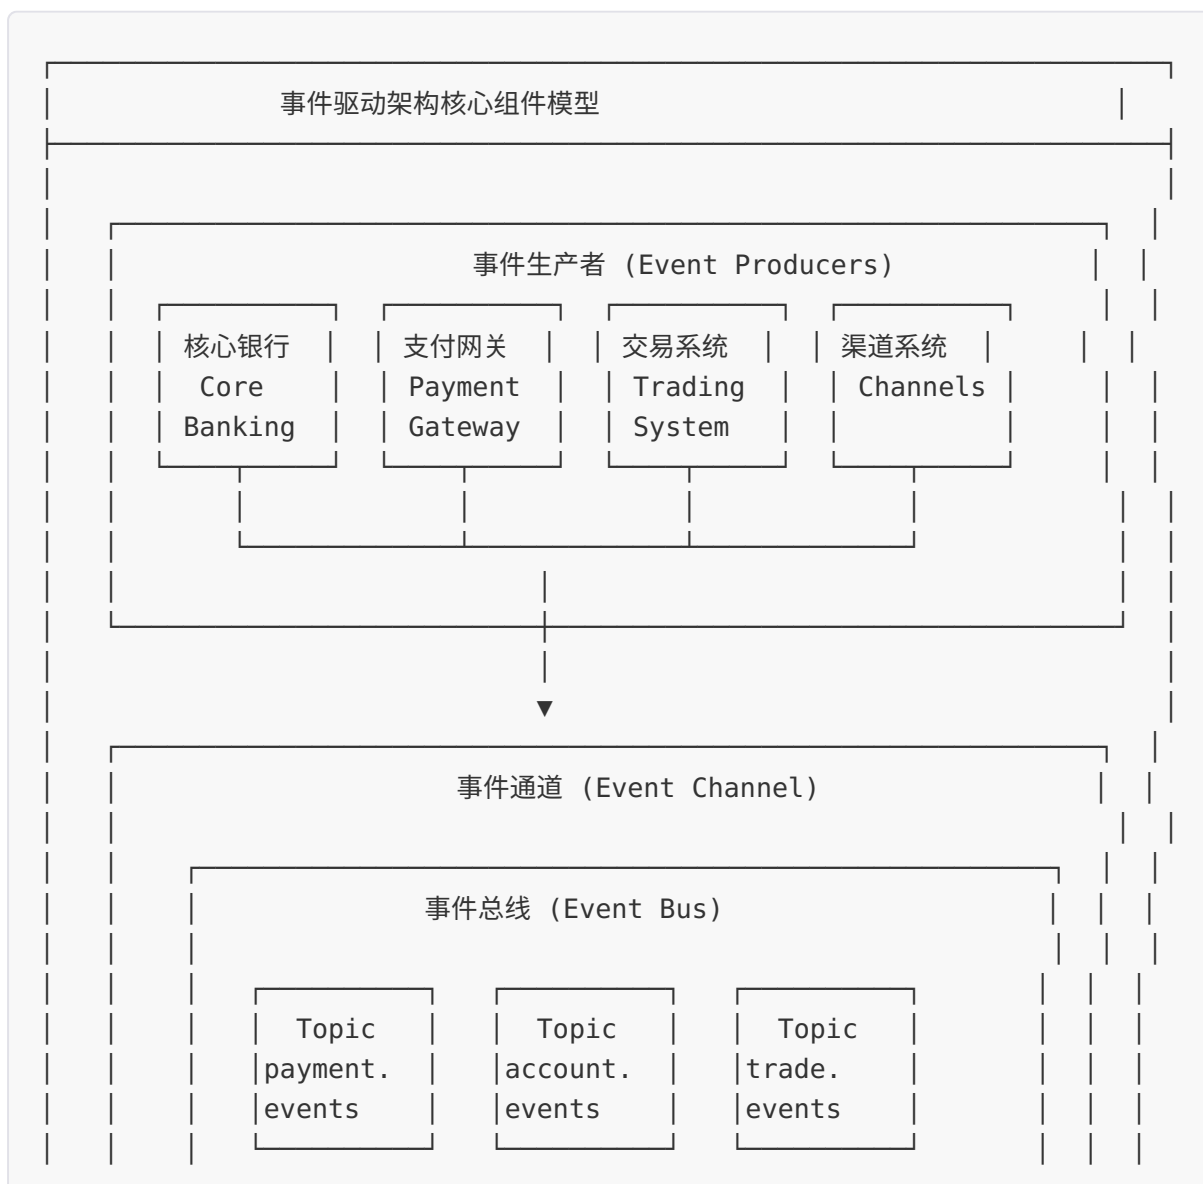 事件驱动架构核心组件模型
事件生产者 (Event Producers)
核心银行 支付网关 交易系统 渠道系统
Core Payment Trading Channels
Banking Gateway System
事件通道 (Event Channel)
事件总线 (Event Bus)
Topic Topic Topic
payment. account. trade.
events events events